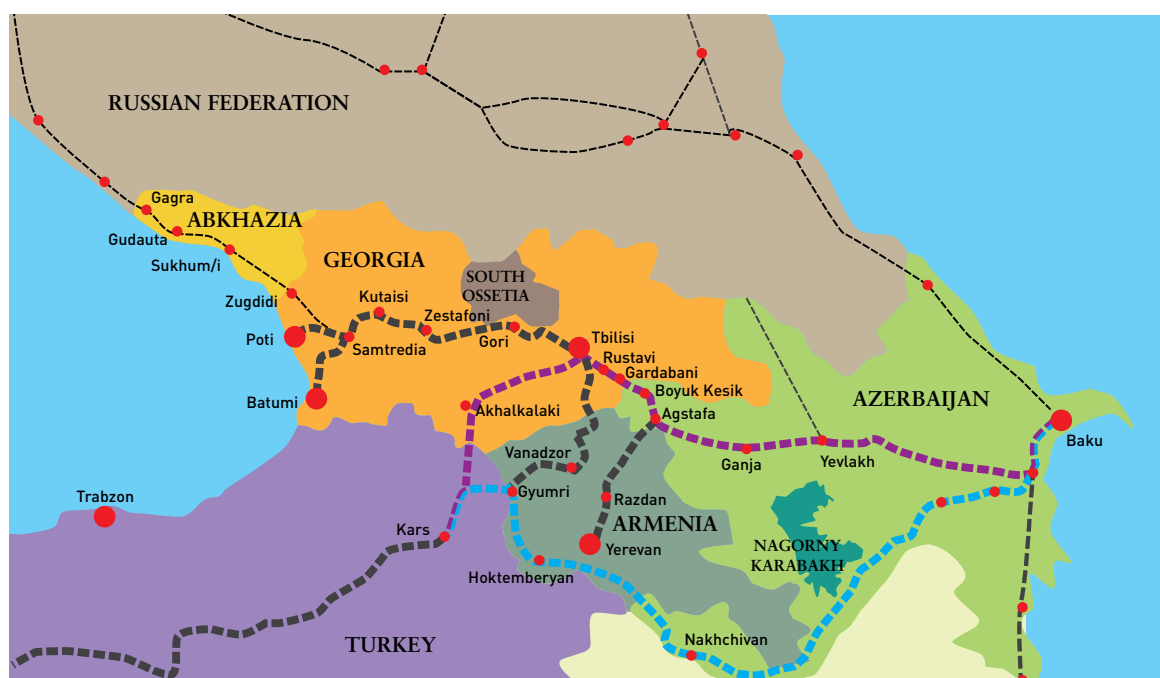 RUSSIAN FEDERATION
Gagra
ABKHAZIA
Gudauta
Sukhum/i
GEORGIA
SOUTH
OSSETIA
Zugdidi
Kutaisi
Zestafoni
Poti
Samtredia
Gori
Tbilisi
Rustavi
Gardabani
Boyuk Kesik
Batumi
Akhalkalaki
Agstafa
AZERBAIJAN
Baku
Vanadzor
Ganja
Yevlakh
Gyumri
Trabzon
Razdan
Kars
ARMENIA
Yerevan
NAGORNY
KARABAKH
Hoktemberyan
TURKEY
Nakhchivan